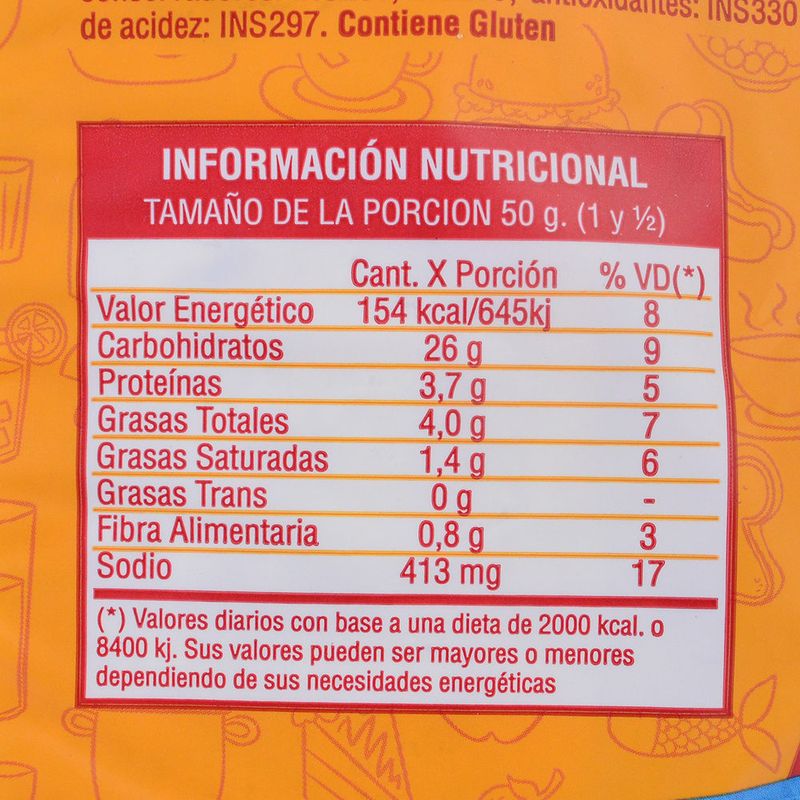 antioxidantes: INS330
de acidez: INS297. Contiene Gluten
INFORMACIÓN NUTRICIONAL
TAMAÑO DE LA PORCION 50 g. (1 y ½)
Cant. X Porción % VD(*)
Valor Energético 154 kcal/645kj 8
Carbohidratos 26 g 9
Proteínas 3,7 g 5
Grasas Totales 4,0 g 7
Grasas Saturadas 1,4 g 6
Grasas Trans 0 g -
Fibra Alimentaria 0,8 g 3
Sodio 413 mg 17
(*) Valores diarios con base a una dieta de 2000 kcal. o
8400 kj. Sus valores pueden ser mayores o menores
dependiendo de sus necesidades energéticas